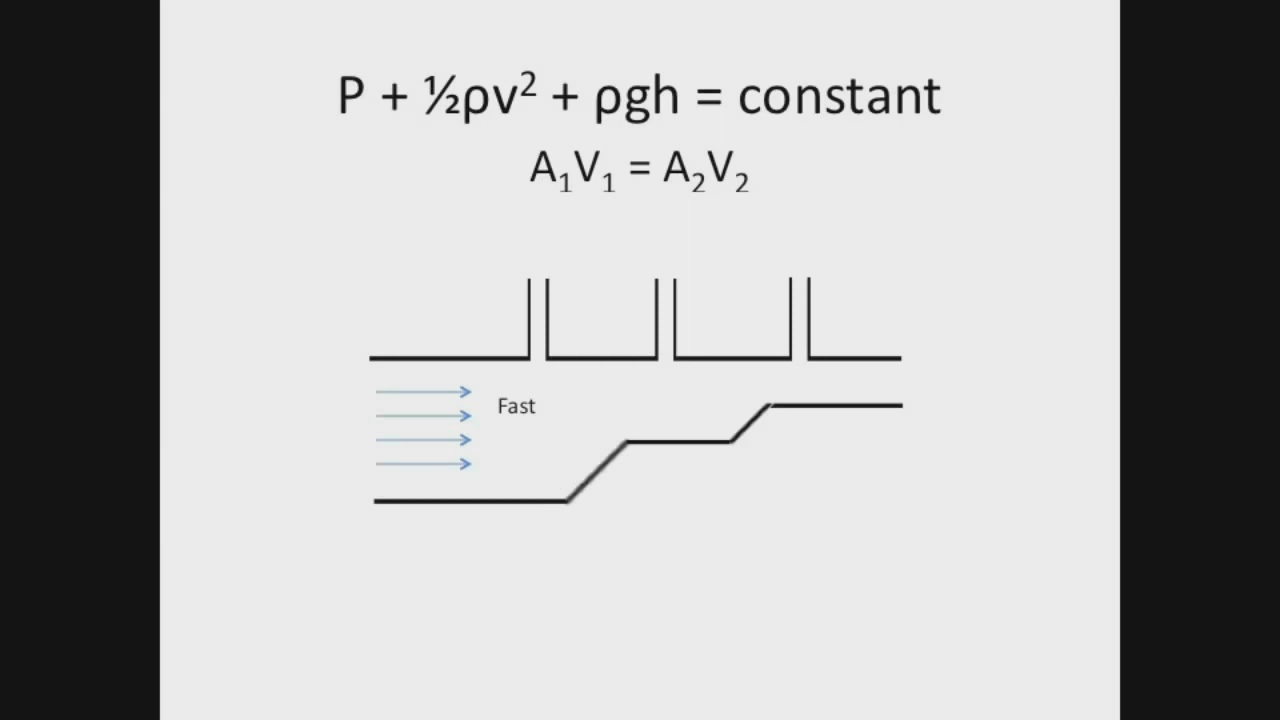 P + ½ρv² + ρgh = constant
A₁V₁ = A₂V₂
Fast